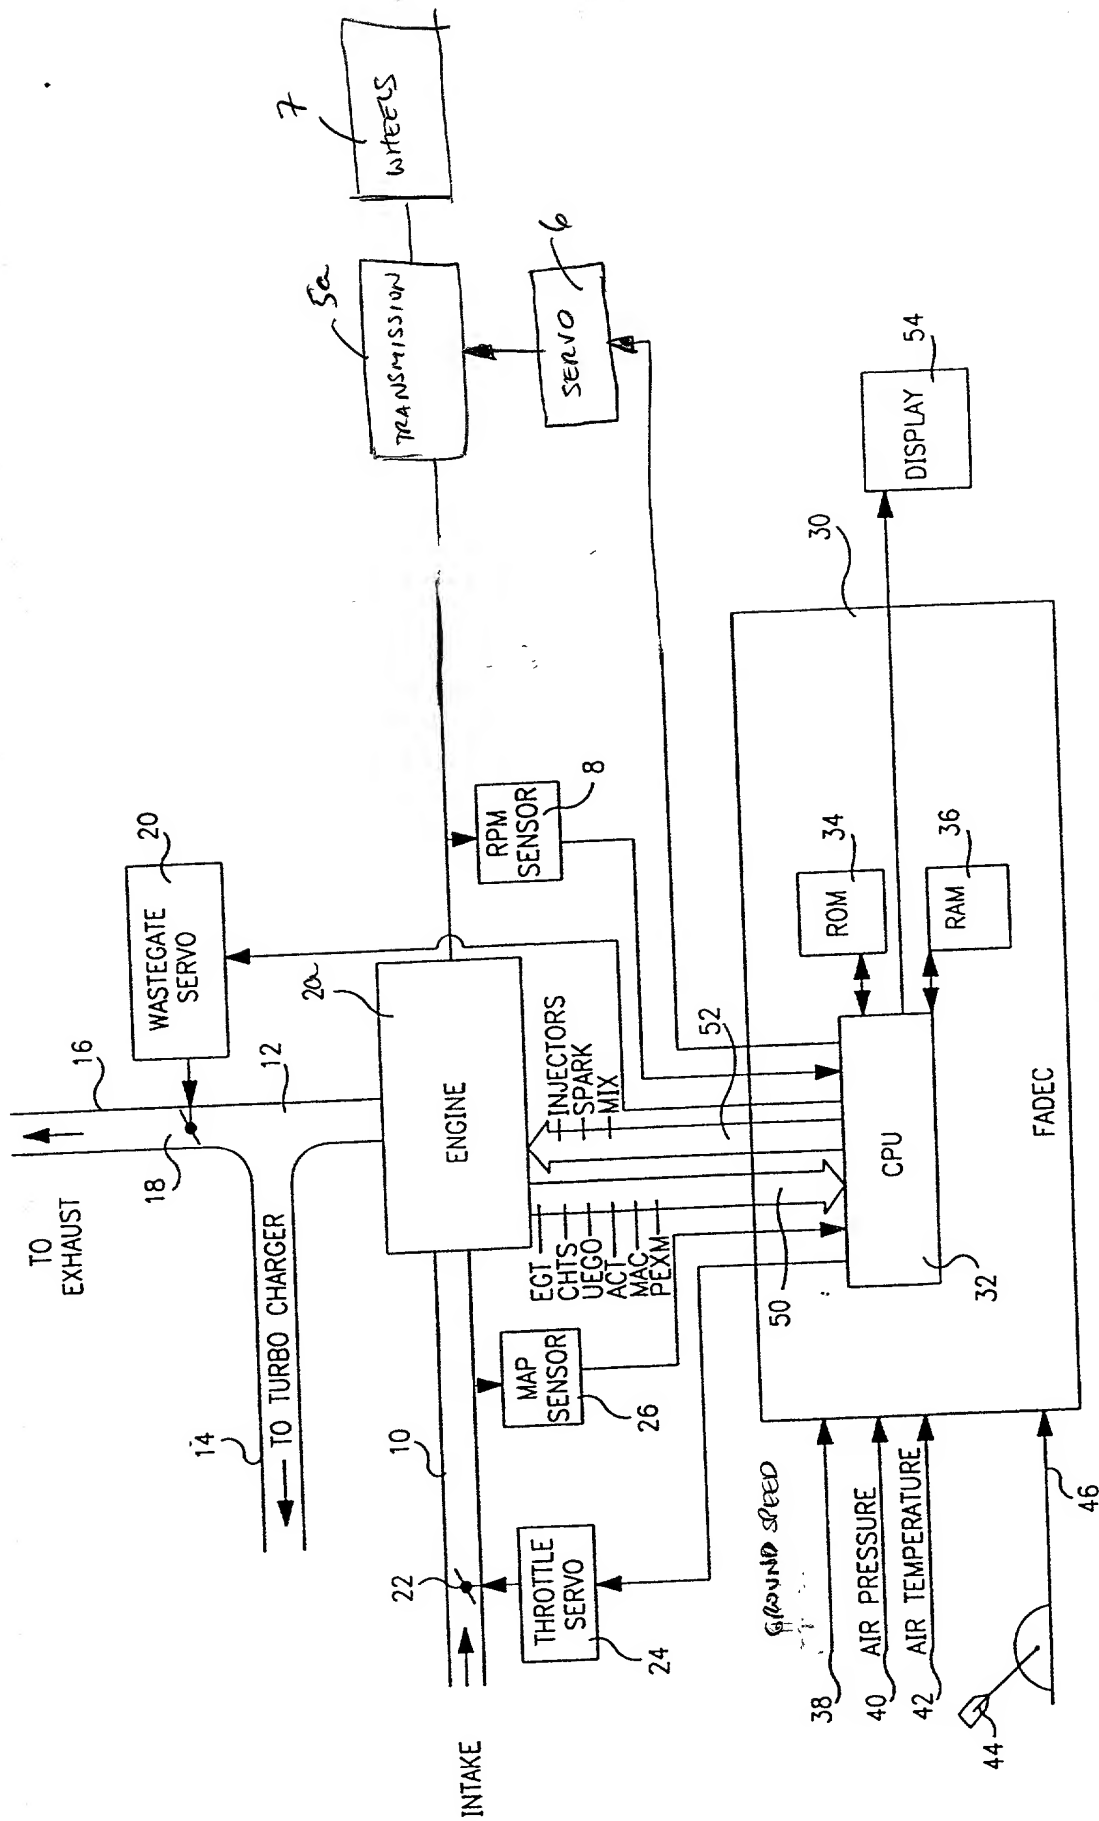 7
WHEELS
5a
TRANSMISSION
6
SERVO
54
DISPLAY
30
20
WASTEGATE
SERVO
8
RPM
SENSOR
34
ROM
36
RAM
2a
16
12
18
TO
EXHAUST
ENGINE
INJECTORS
SPARK
MIX
52
CPU
FADEC
14
TO TURBO CHARGER
EGT
CHTS
UEGO
ACT
MAC
PEXM
50
32
10
MAP
SENSOR
26
22
THROTTLE
SERVO
24
INTAKE
GROUND SPEED
38
AIR PRESSURE
40
AIR TEMPERATURE
42
44
46